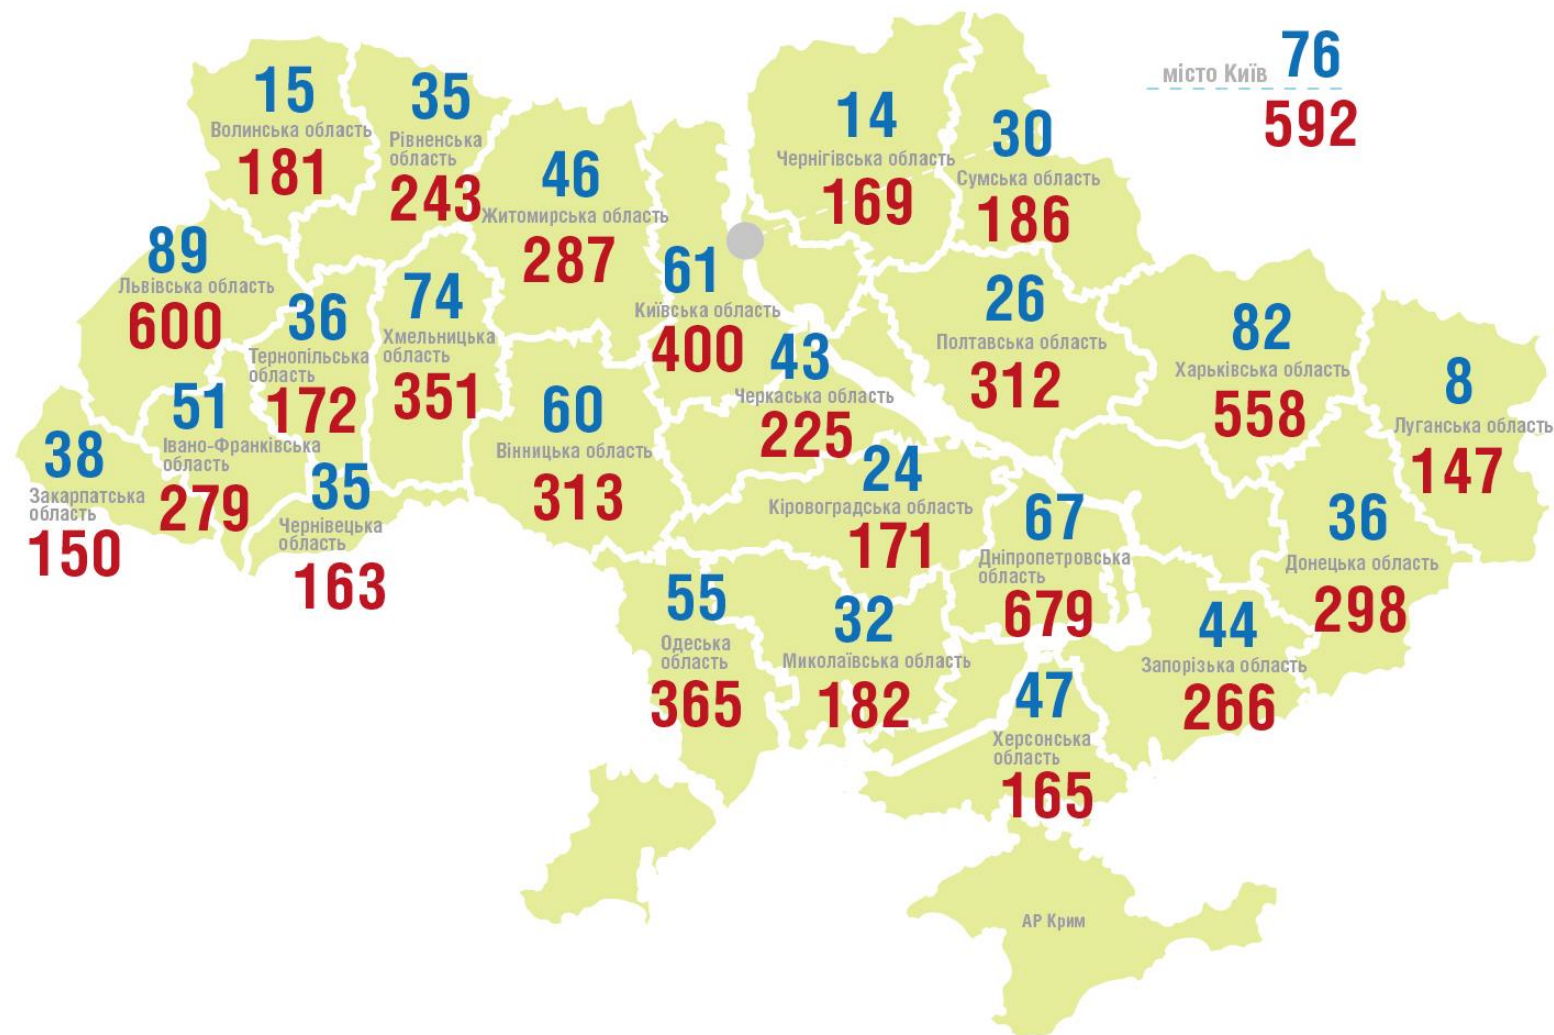 76
місто Київ
592
15
Волинська область
181
35
Рівненська
область
243
46
Житомирська область
287
14
Чернігівська область
169
30
Сумська область
186
89
Львівська область
600
36
Тернопільська
область
172
74
Хмельницька
область
351
61
Київська область
400
43
Черкаська область
225
26
Полтавська область
312
82
Харьківська область
558
8
Луганська область
147
38
Закарпатська
область
150
51
Івано-Франківська
область
279
35
Чернівецька
область
163
60
Вінницька область
313
24
Кіровоградська область
171
67
Дніпропетровська
область
679
36
Донецька область
298
55
Одеська
область
365
32
Миколаївська область
182
47
Херсонська
область
165
44
Запорізька область
266
АР Крим